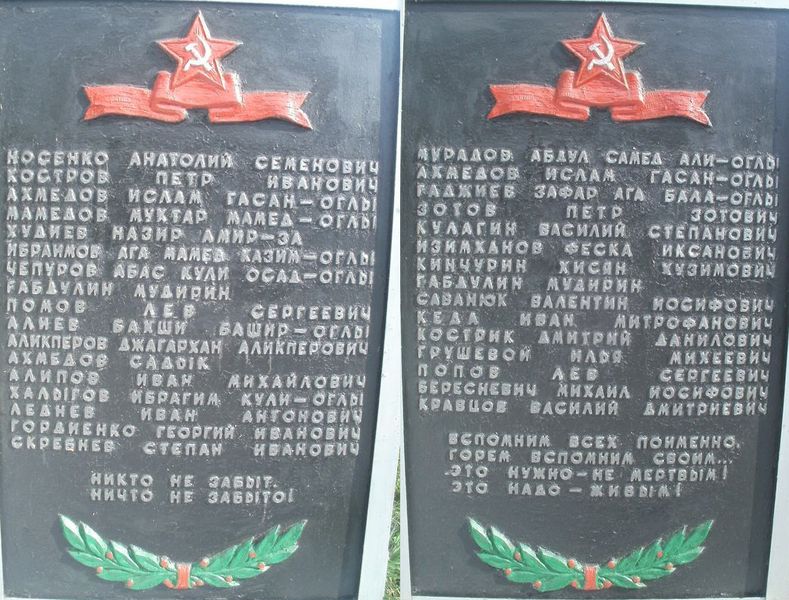 НОСЕНКО АНАТОЛИЙ СЕМЕНОВИЧ
КОСТРОВ ПЕТР ИВАНОВИЧ
АХМЕДОВ ИСЛАМ ГАСАН-ОГЛЫ
МАМЕДОВ МУХТАР МАМЕД-ОГЛЫ
ХУДИЕВ НАЗИР АМИР-ЗА
ИБРАИМОВ АГА МАМЕД КАЗИМ-ОГЛЫ
ЧЕПУРОВ АБАС КУЛИ ОСАД-ОГЛЫ
ГАБДУЛИН МУДИРИН
ПОМОВ ЛЕВ СЕРГЕЕВИЧ
АЛИЕВ БАХШИ БАШИР-ОГЛЫ
АЛИКПЕРОВ ДЖАГАРХАН АЛИКПЕРОВИЧ
АХМЕДОВ САДЫК
АЛИПОВ ИВАН МИХАЙЛОВИЧ
ХАЛЫГОВ ИБРАГИМ КУЛИ-ОГЛЫ
ЛЕДНЕВ ИВАН АНТОНОВИЧ
ГОРДИЕНКО ГЕОРГИЙ ИВАНОВИЧ
СКРЕБНЕВ СТЕПАН ИВАНОВИЧ
НИКТО НЕ ЗАБЫТ.
НИЧТО НЕ ЗАБЫТО!
МУРАДОВ АБДУЛ САМЕД АЛИ-ОГЛЫ
АХМЕДОВ ИСЛАМ ГАСАН-ОГЛЫ
ГАДЖИЕВ ЗАФАР АГА БАЛА-ОГЛЫ
ЗОТОВ ПЕТР ЗОТОВИЧ
КУЛАГИН ВАСИЛИЙ СТЕПАНОВИЧ
ИЗИМХАНОВ ФЕСКА ИКСАНОВИЧ
КИНЧУРИН ХИСЯН ХУЗИМОВИЧ
ГАБДУЛИН МУДИРИН
САВАНЮК ВАЛЕНТИН ИОСИФОВИЧ
КЕДА ИВАН МИТРОФАНОВИЧ
КОСТРИК ДМИТРИЙ ДАНИЛОВИЧ
ГРУШЕВОЙ ИЛЬЯ МИХЕЕВИЧ
ПОПОВ ЛЕВ СЕРГЕЕВИЧ
БЕРЕСНЕВИЧ МИХАИЛ ИОСИФОВИЧ
КРАВЦОВ ВАСИЛИЙ ДМИТРИЕВИЧ
ВСПОМНИМ ВСЕХ ПОИМЕННО,
ГОРЕМ ВСПОМНИМ СВОИМ...
ЭТО НУЖНО-НЕ МЕРТВЫМ!
ЭТО НАДО-ЖИВЫМ!